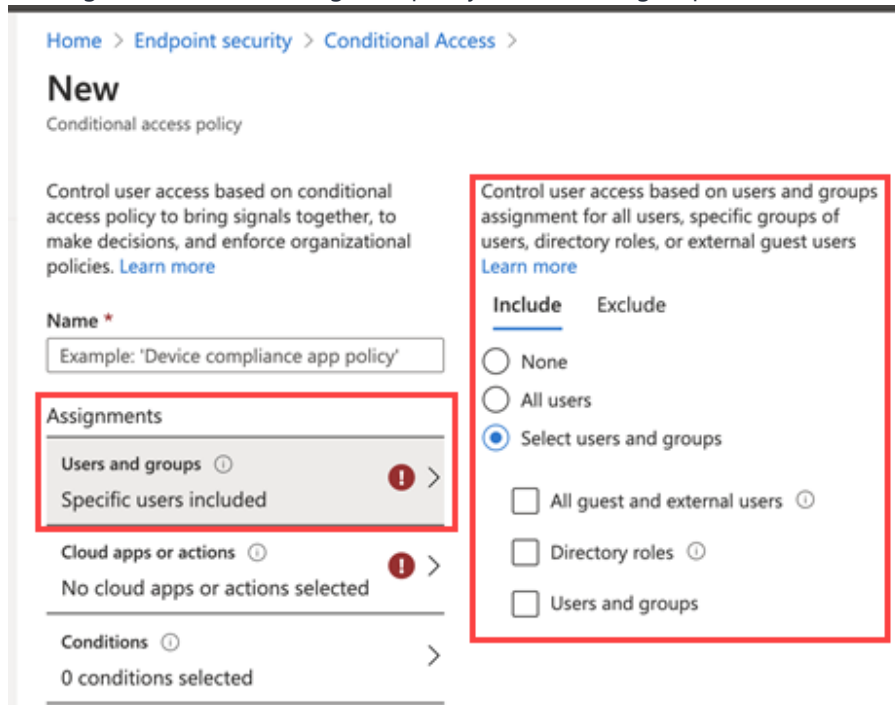 Home > Endpoint security > Conditional Access >
New
Conditional access policy
Control user access based on conditional
access policy to bring signals together, to
make decisions, and enforce organizational
policies. Learn more
Name *
Example: 'Device compliance app policy'
Assignments
Users and groups
Specific users included
Cloud apps or actions
No cloud apps or actions selected
Conditions
0 conditions selected
Control user access based on users and groups
assignment for all users, specific groups of
users, directory roles, or external guest users
Learn more
Include Exclude
None
All users
Select users and groups
All guest and external users
Directory roles
Users and groups